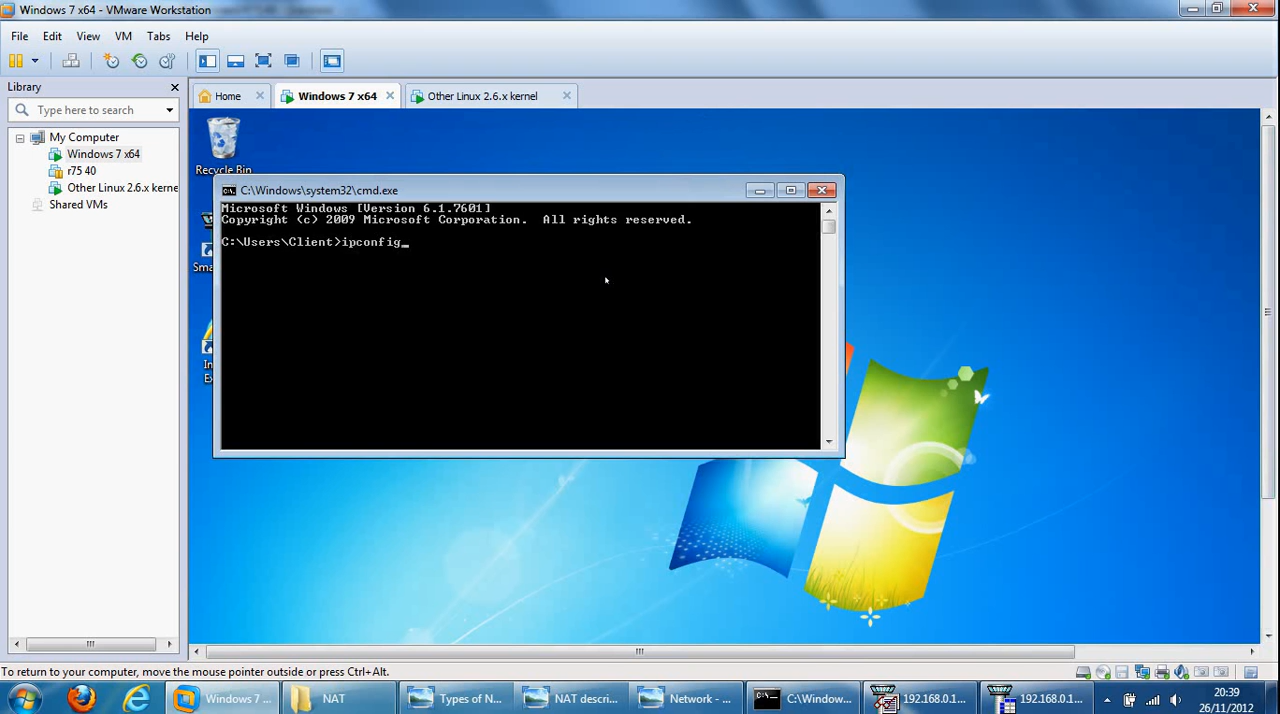 Windows 7 x64 - VMware Workstation
File Edit View VM Tabs Help
Library
Type here to search
My Computer
Windows 7 x64
r75 40
Other Linux 2.6.x kerne
Shared VMs
Home
Windows 7 x64
Other Linux 2.6.x kernel
Recycle Bin
C:\Windows\system32\cmd.exe
Microsoft Windows [Version 6.1.7601]
Copyright (c) 2009 Microsoft Corporation. All rights reserved.
C:\Users\Client>ipconfig_
Sma
In
Ex
To return to your computer, move the mouse pointer outside or press Ctrl+Alt.
Windows 7 ...
NAT
Types of N...
NAT descri...
Network - ...
C:\Window...
192.168.0.1...
192.168.0.1...
20:39
26/11/2012